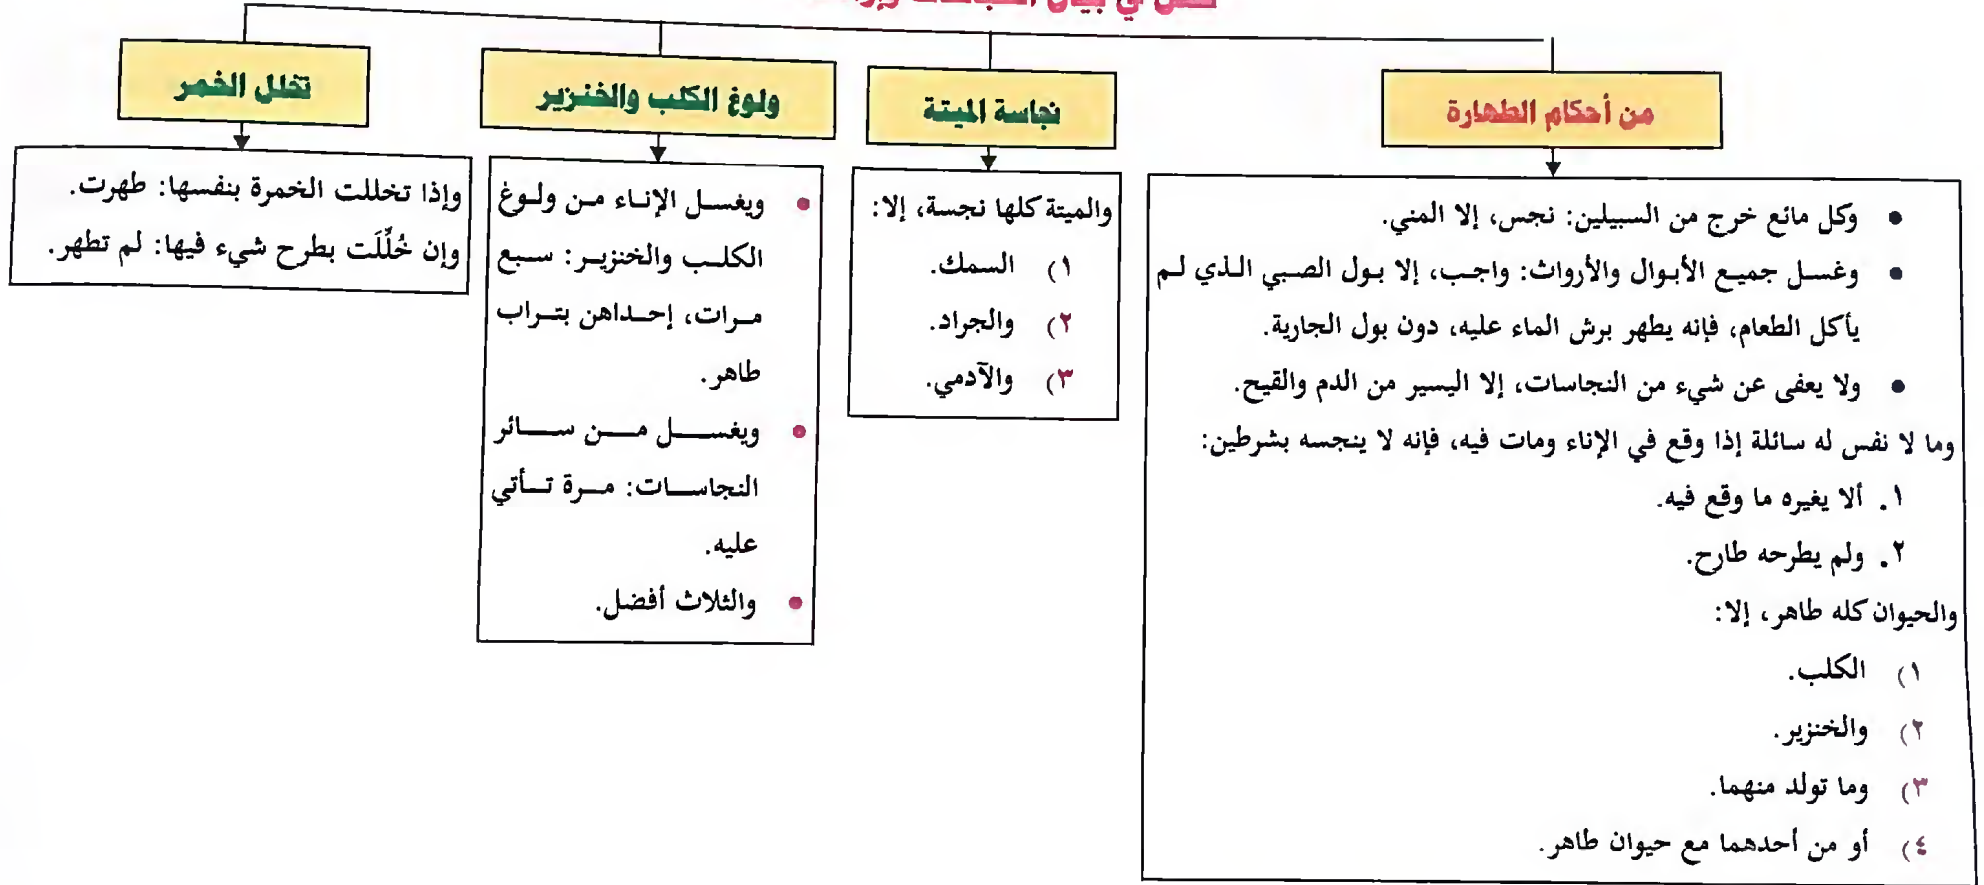 فصل في بيان
من أحكام الطهارة
وكل مائع خرج من السبيلين: نجس، إلا المني.
وغسل جميع الأبوال والأرواث: واجب، إلا بول الصبي الذي لم
يأكل الطعام، فإنه يطهر برش الماء عليه، دون بول الجارية.
ولا يعفى عن شيء من النجاسات، إلا اليسير من الدم والقيح.
وما لا نفس له سائلة إذا وقع في الإناء ومات فيه، فإنه لا ينجسه بشرطين:
١. ألا يغيره ما وقع فيه.
٢. ولم يطرحه طارح.
والحيوان كله طاهر، إلا:
١) الكلب.
٢) والخنزير.
٣) وما تولد منهما.
٤) أو من أحدهما مع حيوان طاهر.
نجاسة الميتة
والميتة كلها نجسة، إلا:
١) السمك.
٢) والجراد.
٣) والآدمي.
ولوغ الكلب والخنزير
ويغسل الإناء من ولوغ
الكلب والخنزير: سبع
مرات، إحداهن بتراب
طاهر.
ويغسل من سائر
النجاسات: مرة تأتي
عليه.
والثلاث أفضل.
تخلل الخمر
وإذا تخللت الخمرة بنفسها: طهرت.
وإن خُلِّلَت بطرح شيء فيها: لم تطهر.